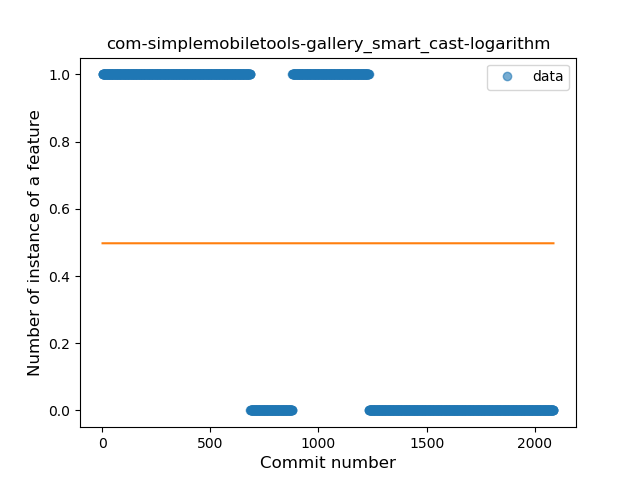 com-simplemobiletools-gallery_smart_cast-logarithm
data
Number of instance of a feature
1.0
0.8
0.6
0.4
0.2
0.0
0 500 1000 1500 2000
Commit number